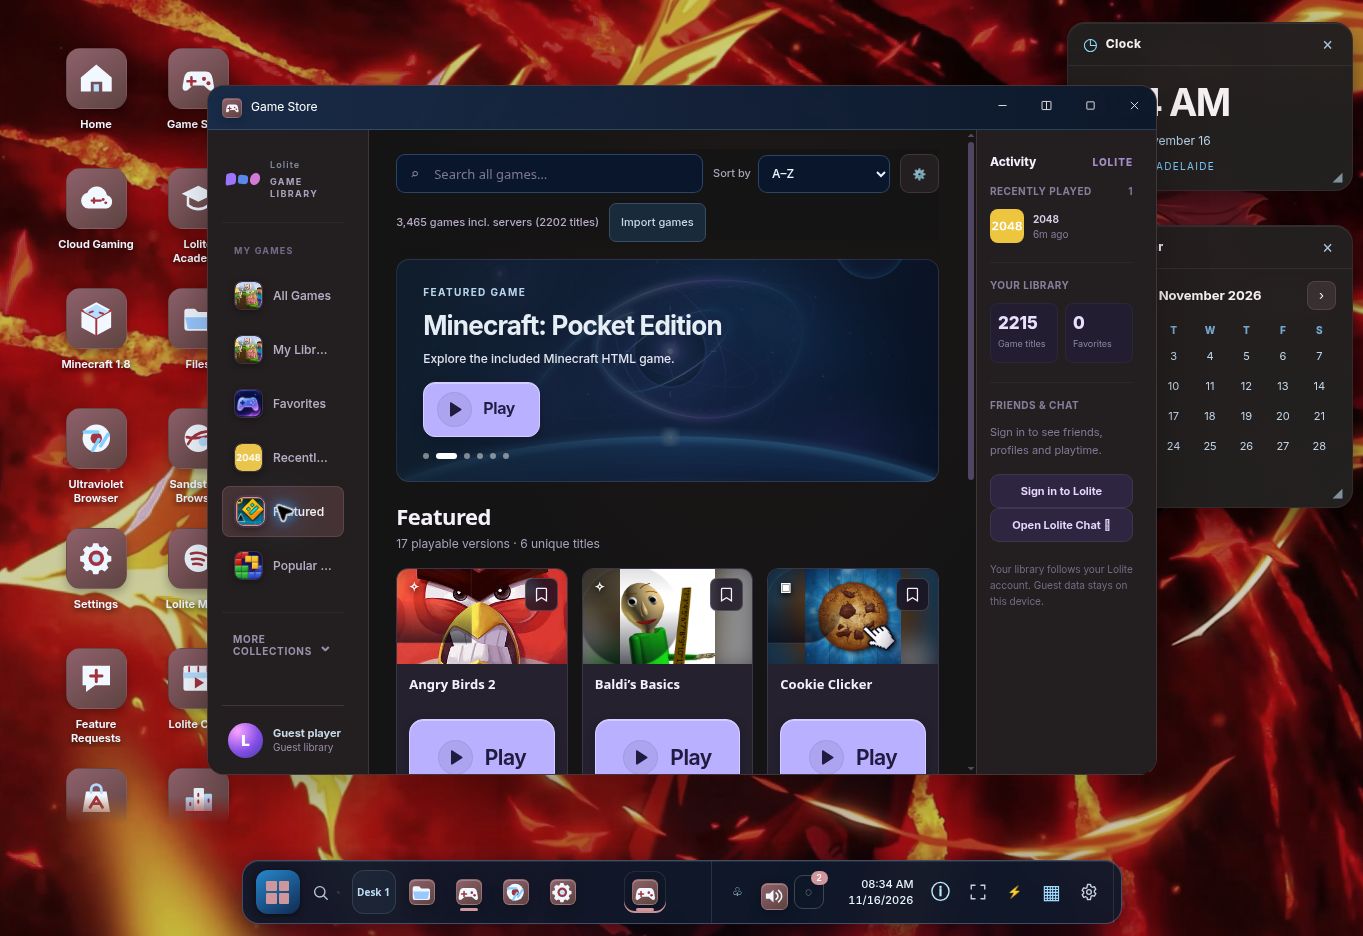 Home
Game S
Cloud Gaming
Lolit
Acade
Minecraft 1.8
Files
Ultraviolet
Browser
Sandst
Brows
Settings
Lolite M
Feature
Requests
Lolite C
Game Store
Lolite
GAME
LIBRARY
MY GAMES
All Games
My Libr...
Favorites
2048
Recentl...
Popular ...
MORE
COLLECTIONS
L
Guest player
Guest library
Search all games...
Sort by
A–Z
3,465 games incl. servers (2202 titles)
Import games
FEATURED GAME
Minecraft: Pocket Edition
Explore the included Minecraft HTML game.
Play
Featured
17 playable versions · 6 unique titles
Angry Birds 2
Baldi's Basics
Cookie Clicker
Play
Play
Play
Activity
LOLITE
RECENTLY PLAYED
1
2048
2048
6m ago
YOUR LIBRARY
2215
Game titles
0
Favorites
FRIENDS & CHAT
Sign in to see friends,
profiles and playtime.
Sign in to Lolite
Open Lolite Chat
Your library follows your Lolite
account. Guest data stays on
this device.
Clock
AM
vember 16
ADELAIDE
r
November 2026
T W T F S
3 4 5 6 7
10 11 12 13 14
17 18 19 20 21
24 25 26 27 28
Desk 1
2
08:34 AM
11/16/2026